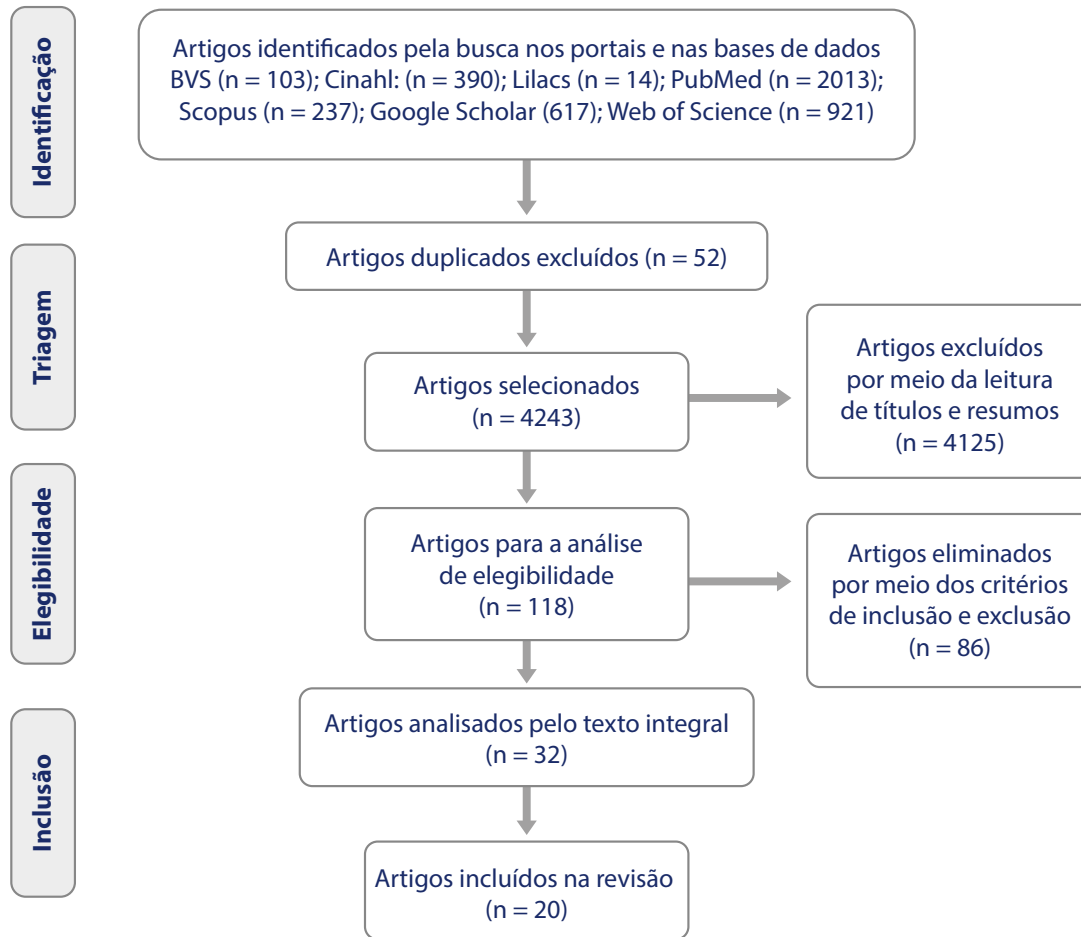 Identificação
Artigos identificados pela busca nos portais e nas bases de dados
BVS (n = 103); Cinahl: (n = 390); Lilacs (n = 14); PubMed (n = 2013);
Scopus (n = 237); Google Scholar (617); Web of Science (n = 921)
Triagem
Artigos duplicados excluídos (n = 52)
Artigos selecionados
(n = 4243)
Artigos excluídos
por meio da leitura
de títulos e resumos
(n = 4125)
Elegibilidade
Artigos para a análise
de elegibilidade
(n = 118)
Artigos eliminados
por meio dos critérios
de inclusão e exclusão
(n = 86)
Inclusão
Artigos analisados pelo texto integral
(n = 32)
Artigos incluídos na revisão
(n = 20)